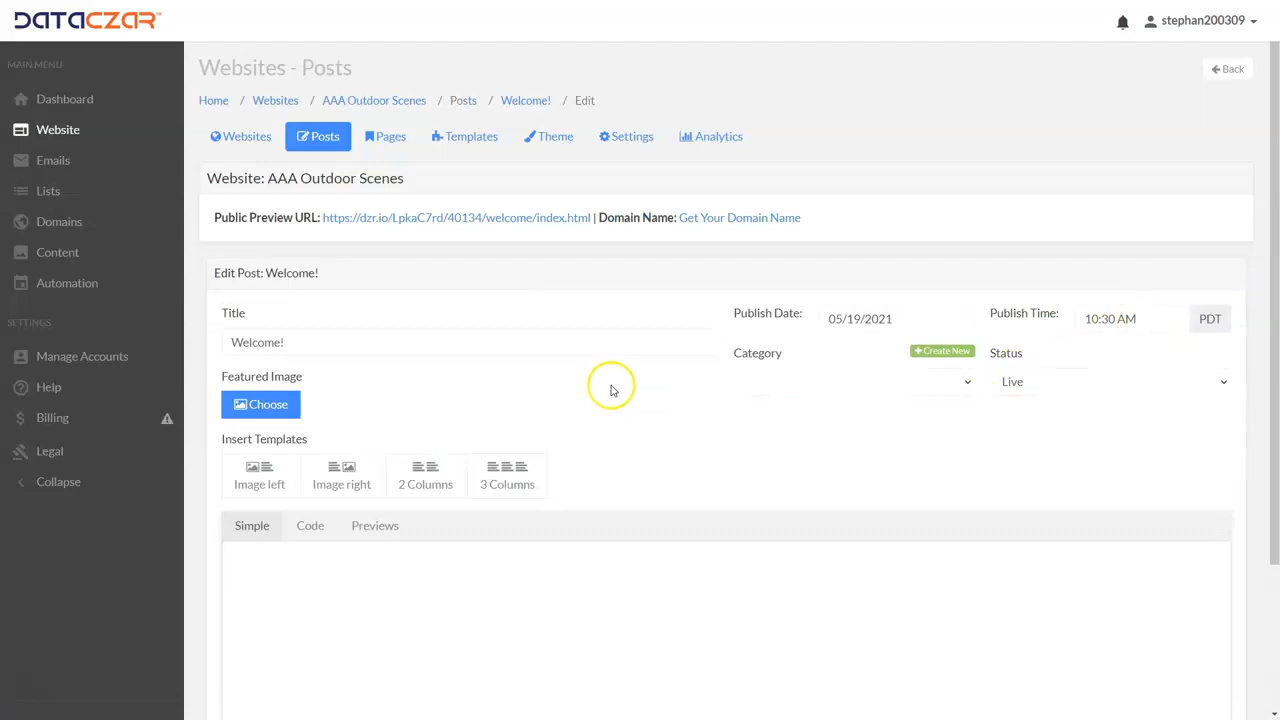 DATACZAR™
stephan200309
MAIN MENU
Dashboard
Website
Emails
Lists
Domains
Content
Automation
SETTINGS
Manage Accounts
Help
Billing
Legal
Collapse
Websites - Posts
Back
Home / Websites / AAA Outdoor Scenes / Posts / Welcome! / Edit
Websites Posts Pages Templates Theme Settings Analytics
Website: AAA Outdoor Scenes
Public Preview URL: https://dzr.io/LpkaC7rd/40134/welcome/index.html | Domain Name: Get Your Domain Name
Edit Post: Welcome!
Title
Welcome!
Featured Image
Choose
Publish Date: 05/19/2021
Publish Time: 10:30 AM PDT
Category + Create New
Status
Live
Insert Templates
Image left Image right 2 Columns 3 Columns
Simple Code Previews